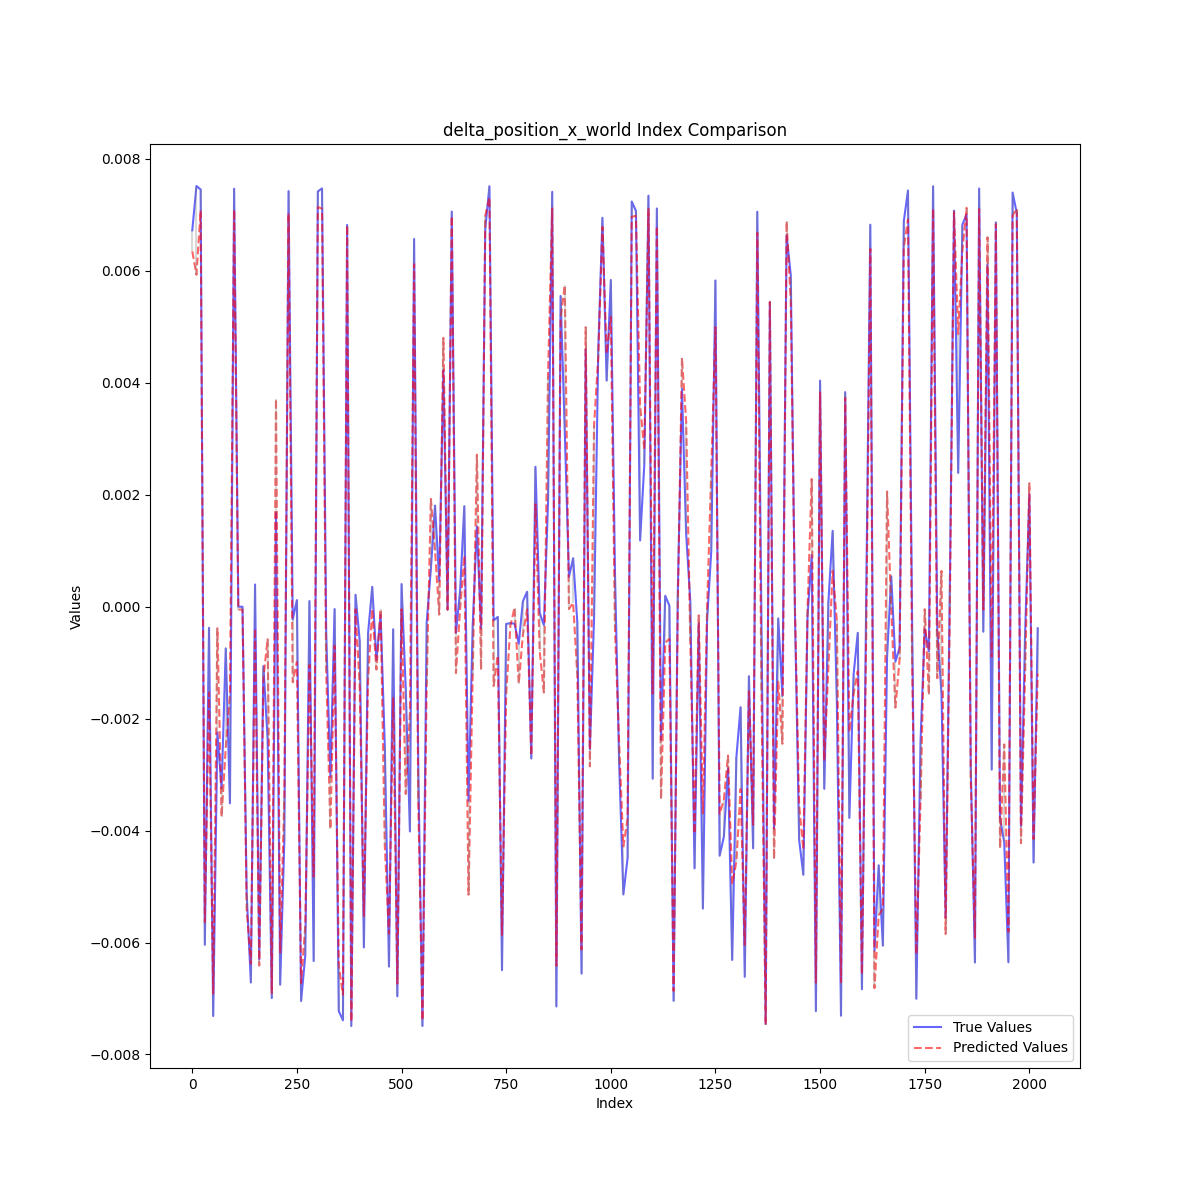 delta_position_x_world Index Comparison
0.008
0.006
0.004
0.002
0.000
−0.002
−0.004
−0.006
−0.008
Values
0 250 500 750 1000 1250 1500 1750 2000
Index
True Values
Predicted Values